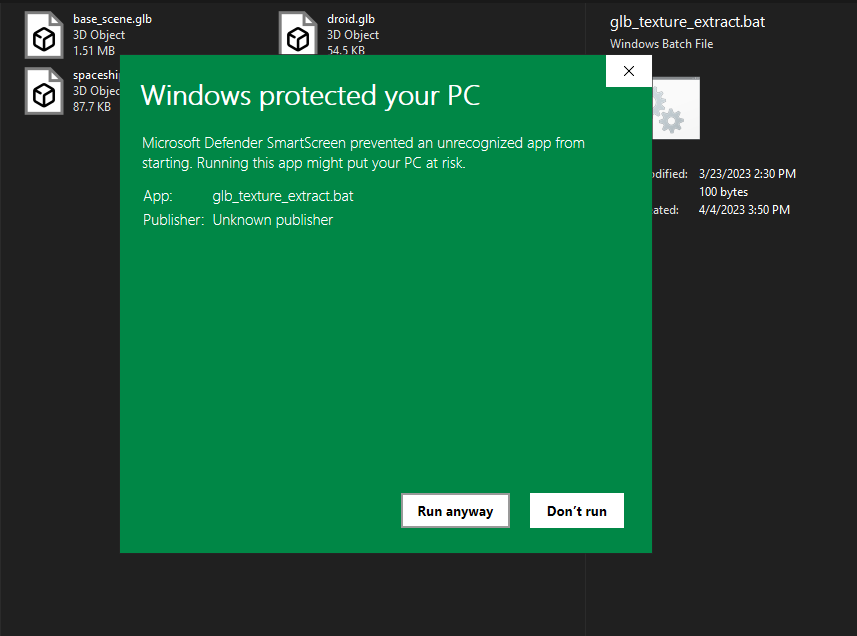 base_scene.glb
3D Object
1.51 MB
droid.glb
3D Object
54.5 KB
spaceship
3D Objec
87.7 KB
glb_texture_extract.bat
Windows Batch File
odified: 3/23/2023 2:30 PM
100 bytes
ated: 4/4/2023 3:50 PM
Windows protected your PC
Microsoft Defender SmartScreen prevented an unrecognized app from
starting. Running this app might put your PC at risk.
App: glb_texture_extract.bat
Publisher: Unknown publisher
Run anyway
Don't run